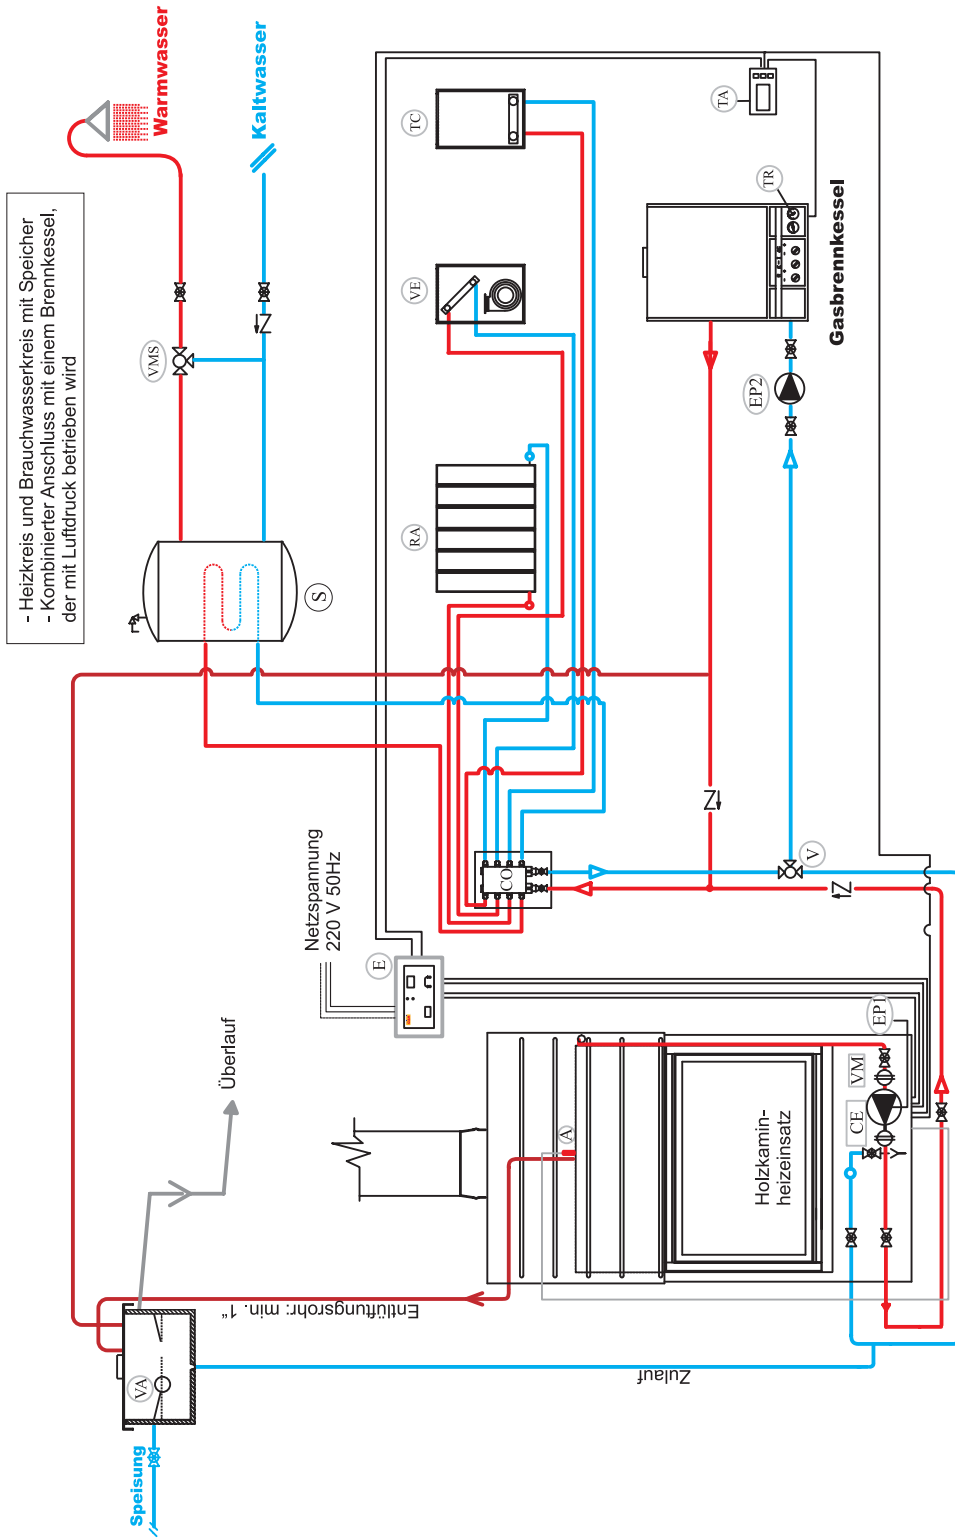 - Heizkreis und Brauchwasserkreis mit Speicher
- Kombinierter Anschluss mit einem Brennkessel,
der mit Luftdruck betrieben wird
Warmwasser
Kaltwasser
VMS
S
TC
VE
RA
TA
TR
Gasbrennkessel
EP2
V
CO
Netzspannung
220 V 50Hz
E
Überlauf
A
EP1
VM
CE
Holzkamin-
heizeinsatz
Entlüftungsrohr: min. 1“
Zulauf
VA
Speisung